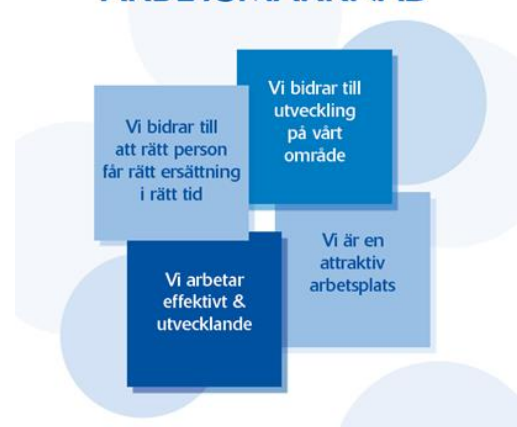 Vi bidrar till
utveckling
på vårt
område
Vi bidrar till
att rätt person
får rätt ersättning
i rätt tid
Vi är en
attraktiv
arbetsplats
Vi arbetar
effektivt &
utvecklande